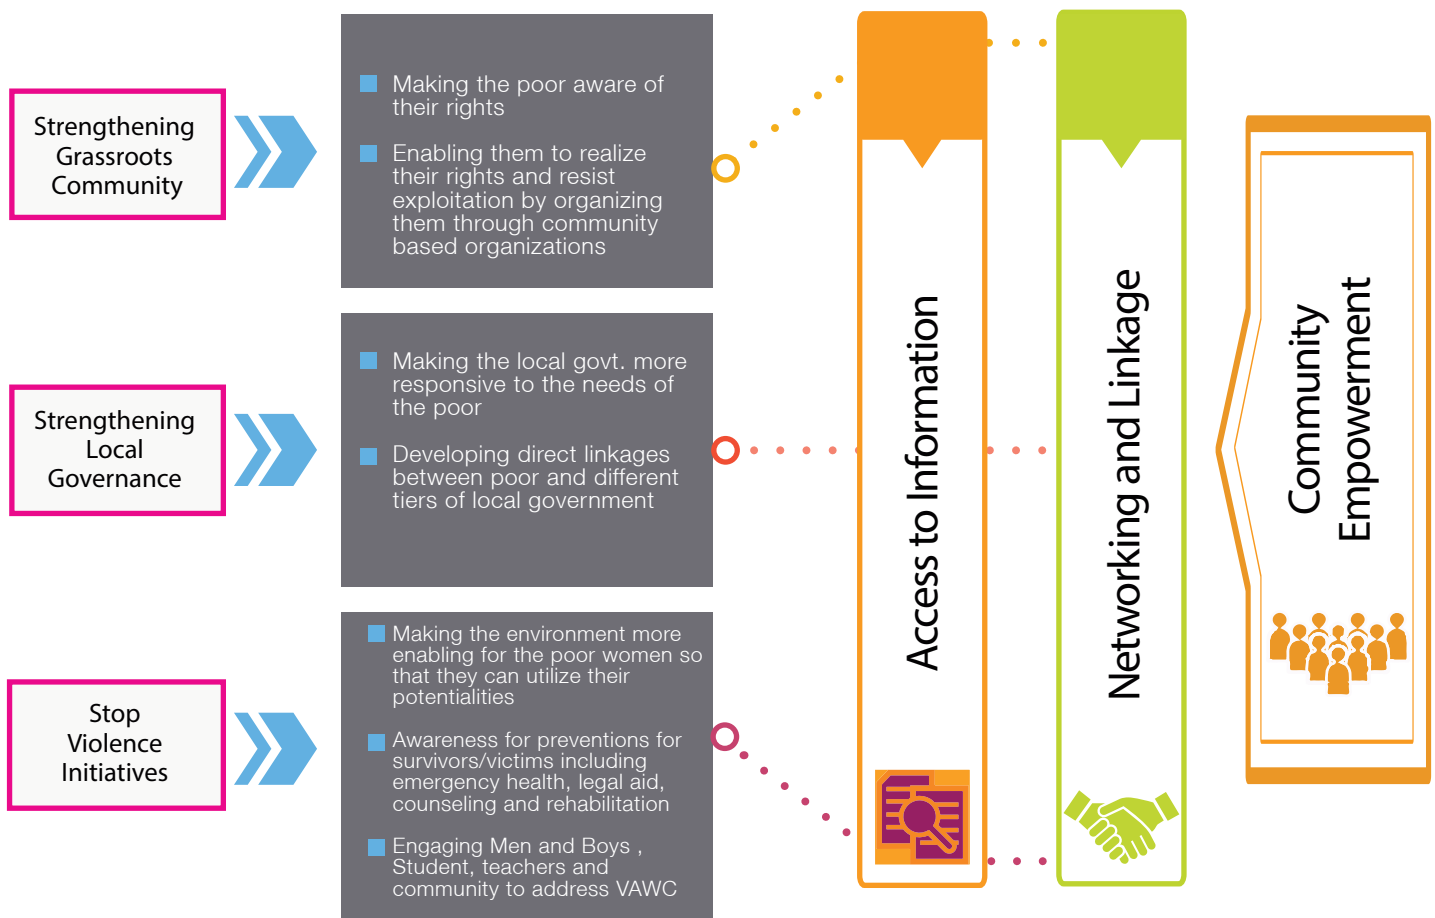 Strengthening
Grassroots
Community
Making the poor aware of
their rights
Enabling them to realize
their rights and resist
exploitation by organizing
them through community
based organizations
Strengthening
Local
Governance
Making the local govt. more
responsive to the needs of
the poor
Developing direct linkages
between poor and different
tiers of local government
Stop
Violence
Initiatives
Making the environment more
enabling for the poor women so
that they can utilize their
potentialities
Awareness for preventions for
survivors/victims including
emergency health, legal aid,
counseling and rehabilitation
Engaging Men and Boys ,
Student, teachers and
community to address VAWC
Access to Information
Networking and Linkage
Community
Empowerment